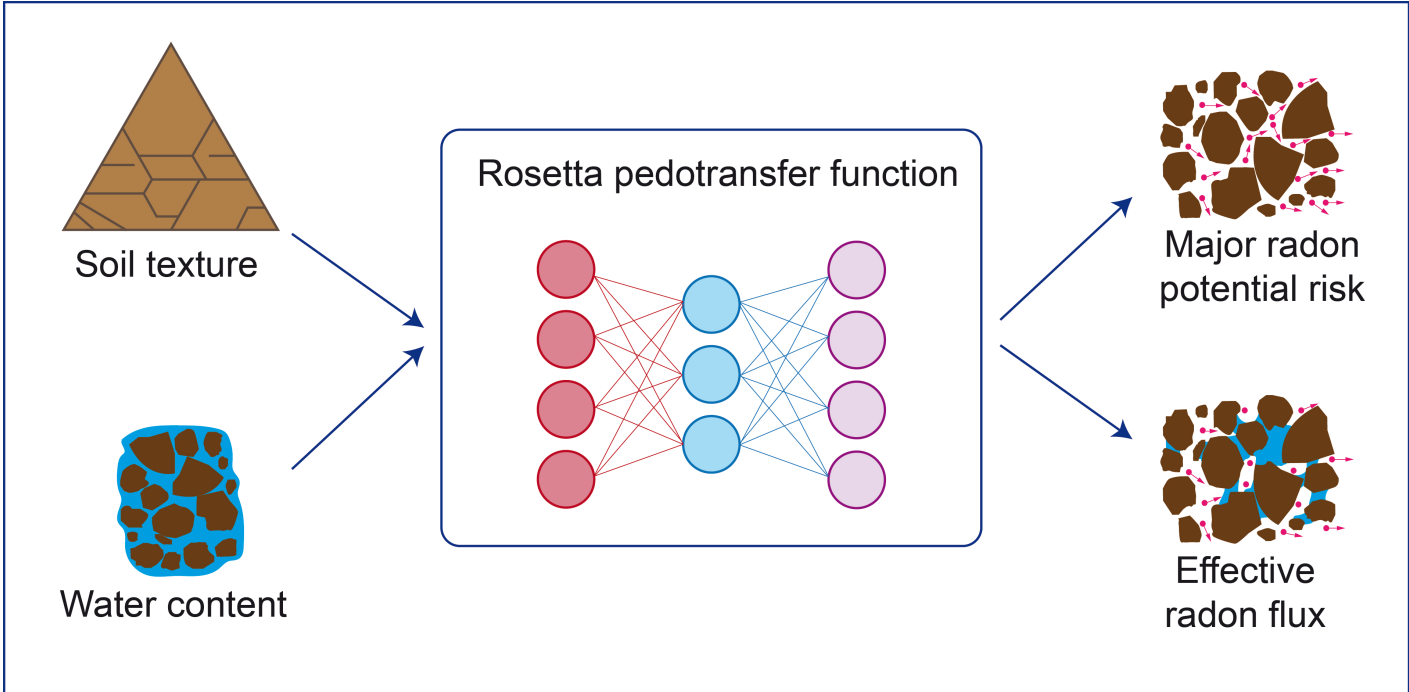 Soil texture
Water content
Rosetta pedotransfer function
Major radon
potential risk
Effective
radon flux